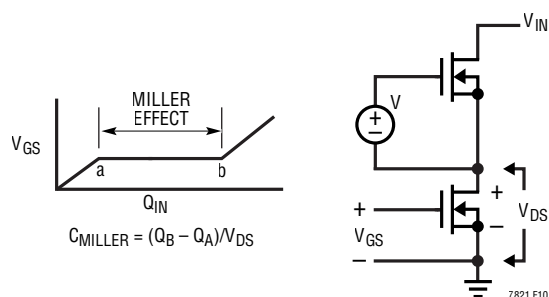 MILLER
EFFECT
V_GS
a
b
Q_IN
C_MILLER = (Q_B – Q_A)/V_DS
V_IN
V
+
–
+
V_GS
–
+
–
V_DS
7821 F10